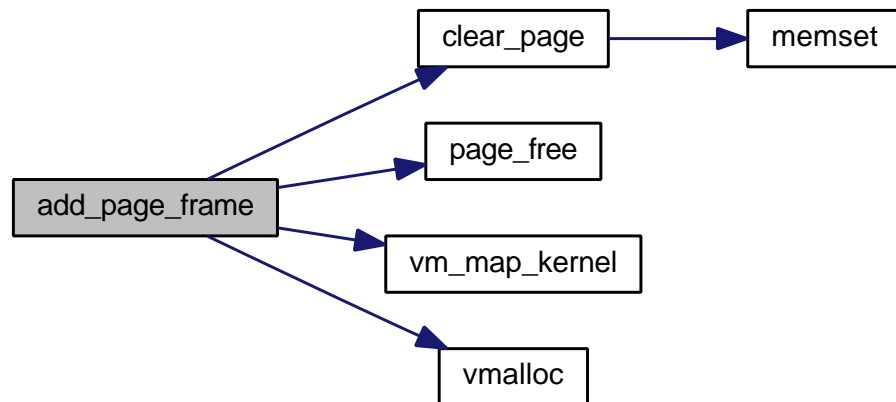 clear_page
memset
page_free
add_page_frame
vm_map_kernel
vmalloc